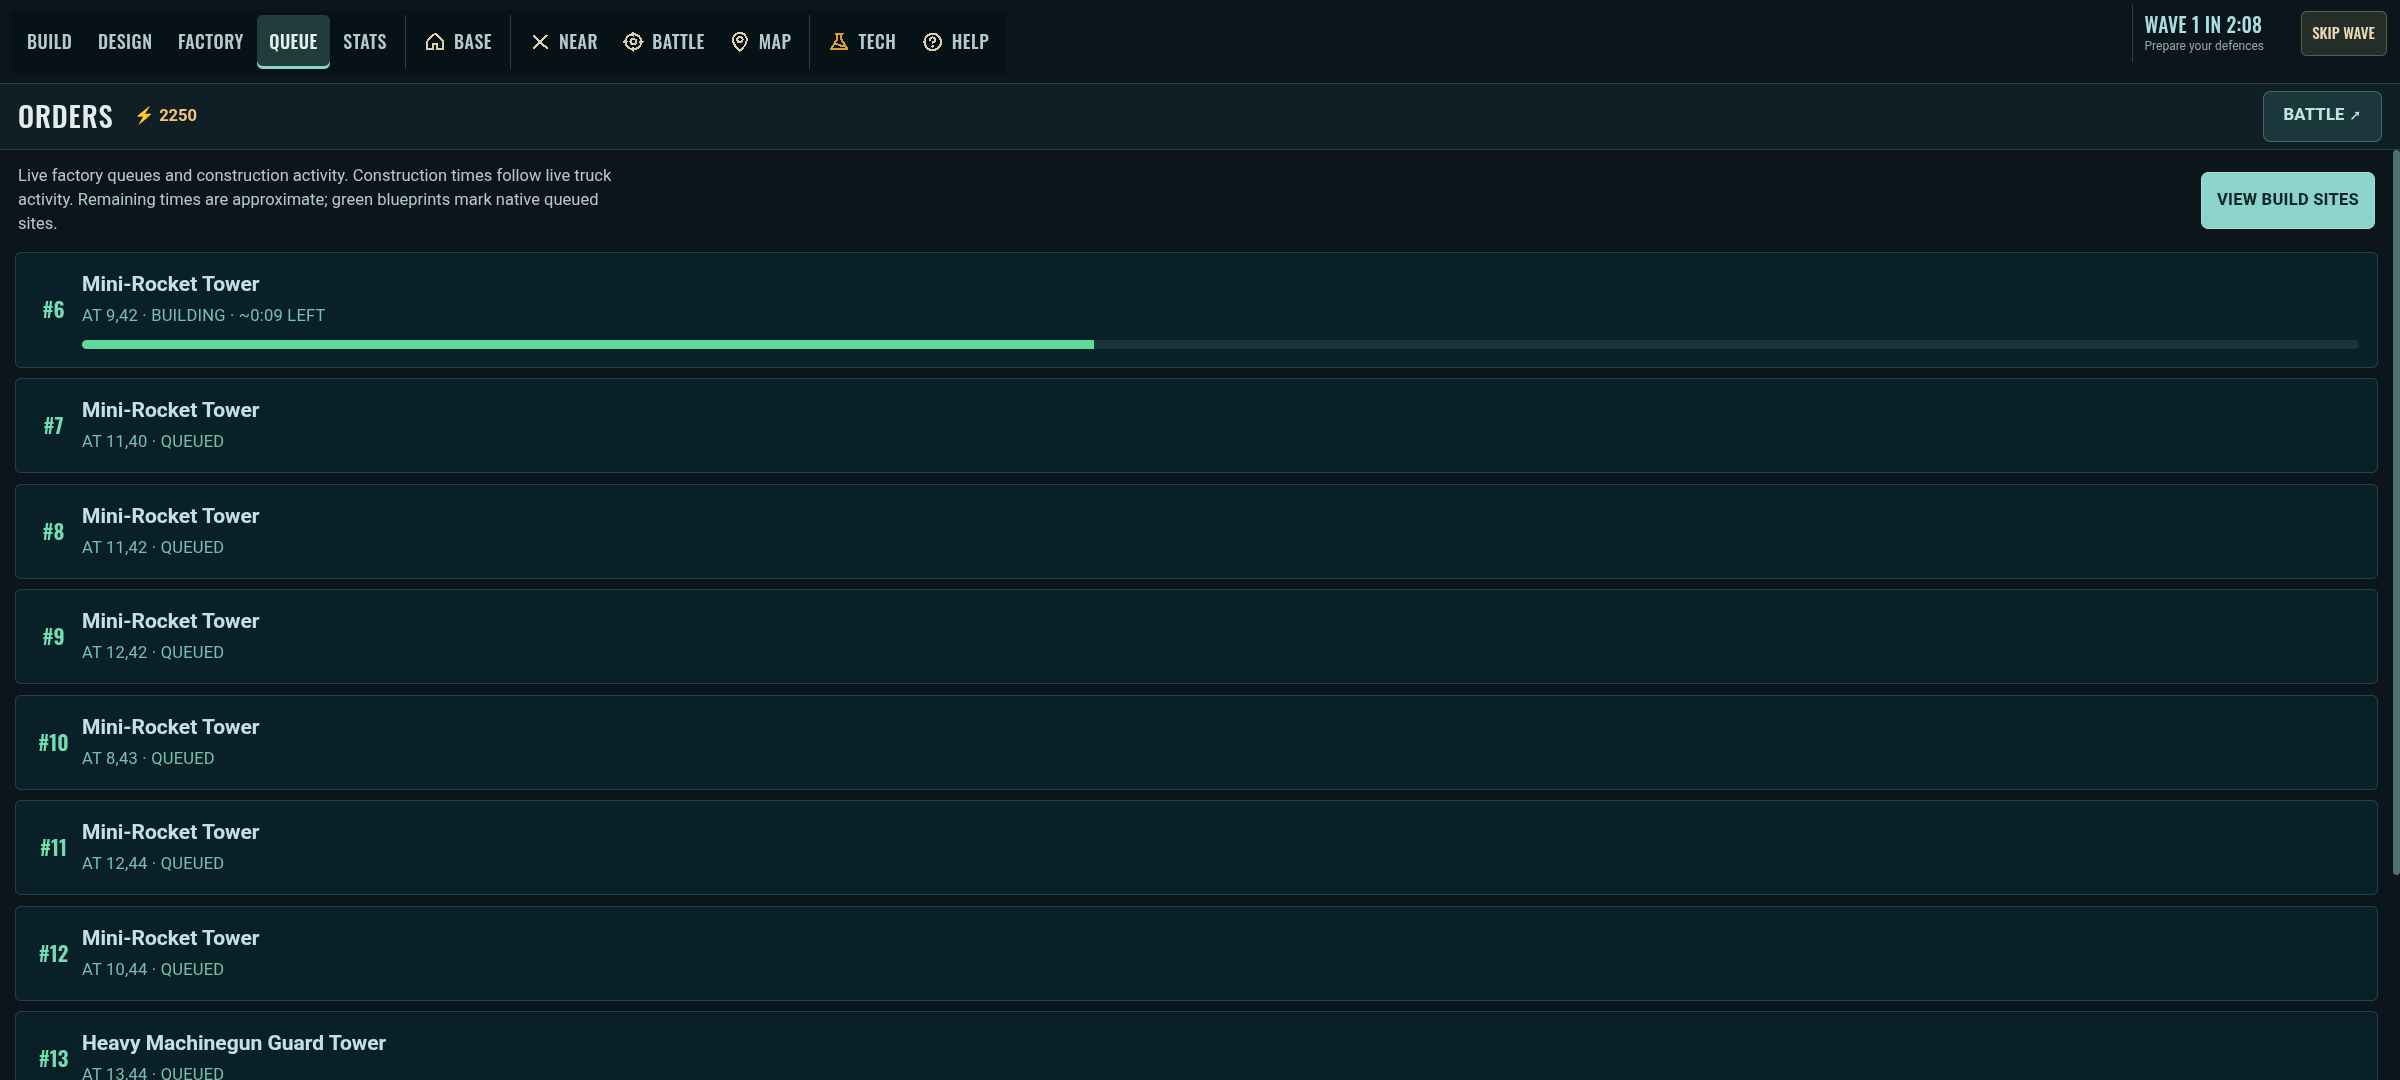 BUILD DESIGN FACTORY QUEUE STATS BASE NEAR BATTLE MAP TECH HELP
WAVE 1 IN 2:08
Prepare your defences
SKIP WAVE
ORDERS ⚡ 2250
BATTLE ↗
Live factory queues and construction activity. Construction times follow live truck
activity. Remaining times are approximate; green blueprints mark native queued
sites.
VIEW BUILD SITES
#6
Mini-Rocket Tower
AT 9,42 · BUILDING · ~0:09 LEFT
#7
Mini-Rocket Tower
AT 11,40 · QUEUED
#8
Mini-Rocket Tower
AT 11,42 · QUEUED
#9
Mini-Rocket Tower
AT 12,42 · QUEUED
#10
Mini-Rocket Tower
AT 8,43 · QUEUED
#11
Mini-Rocket Tower
AT 12,44 · QUEUED
#12
Mini-Rocket Tower
AT 10,44 · QUEUED
#13
Heavy Machinegun Guard Tower
AT 13,44 · QUEUED